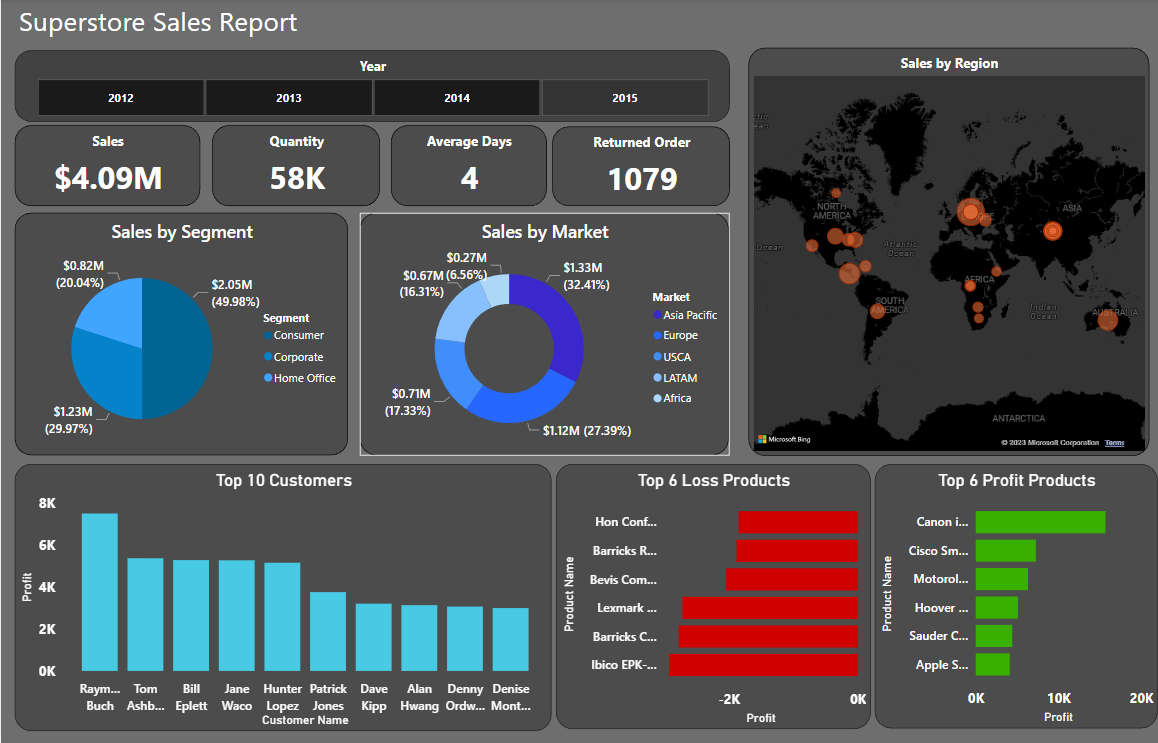 Superstore Sales Report
Year
2012 2013 2014 2015
Sales
$4.09M
Quantity
58K
Average Days
4
Returned Order
1079
Sales by Region
NORTH
AMERICA
ASIA
Ocean
Atlantic
Ocean
AFRICA
SOUTH
AMERICA
Indian
Ocean
AUSTRALIA
ANTARCTICA
Microsoft Bing
© 2023 Microsoft Corporation Terms
Sales by Segment
$0.82M
(20.04%)
$2.05M
(49.98%)
$1.23M
(29.97%)
Segment
Consumer
Corporate
Home Office
Sales by Market
$0.27M
(6.56%)
$0.67M
(16.31%)
$1.33M
(32.41%)
$0.71M
(17.33%)
$1.12M (27.39%)
Market
Asia Pacific
Europe
USCA
LATAM
Africa
Top 10 Customers
Profit
8K
6K
4K
2K
0K
Raym...
Buch
Tom
Ashb...
Bill
Eplett
Jane
Waco
Hunter
Lopez
Patrick
Jones
Dave
Kipp
Alan
Hwang
Denny
Ordw...
Denise
Mont...
Customer Name
Top 6 Loss Products
Product Name
Hon Conf...
Barricks R...
Bevis Com...
Lexmark ...
Barricks C...
Ibico EPK-...
-2K 0K
Profit
Top 6 Profit Products
Product Name
Canon i...
Cisco Sm...
Motorol...
Hoover ...
Sauder C...
Apple S...
0K 10K 20K
Profit